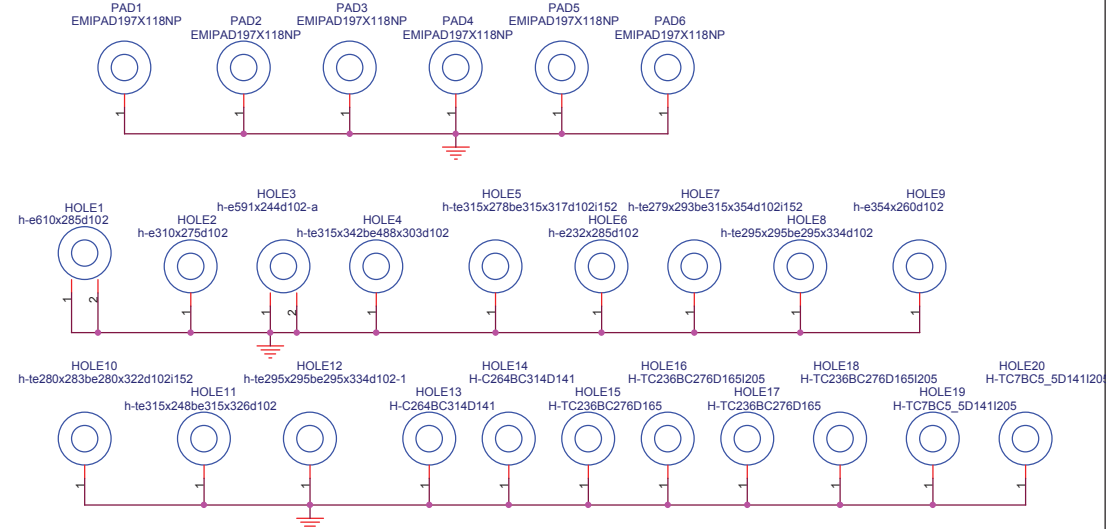 PAD1
EMIPAD197X118NP
PAD2
EMIPAD197X118NP
PAD3
EMIPAD197X118NP
PAD4
EMIPAD197X118NP
PAD5
EMIPAD197X118NP
PAD6
EMIPAD197X118NP
1
1
1
1
1
1
HOLE1
h-e610x285d102
HOLE2
h-e310x275d102
HOLE3
h-e591x244d102-a
HOLE4
h-te315x342be488x303d102
HOLE5
h-te315x278be315x317d102i152
HOLE6
h-e232x285d102
HOLE7
h-te279x293be315x354d102i152
HOLE8
h-te295x295be295x334d102
HOLE9
h-e354x260d102
1
2
1
1
2
1
1
1
1
1
1
HOLE10
h-te280x283be280x322d102i152
HOLE11
h-te315x248be315x326d102
HOLE12
h-te295x295be295x334d102-1
HOLE13
H-C264BC314D141
HOLE14
H-C264BC314D141
HOLE15
H-TC236BC276D165
HOLE16
H-TC236BC276D165I205
HOLE17
H-TC236BC276D165
HOLE18
H-TC236BC276D165I205
HOLE19
H-TC7BC5_5D141I205
HOLE20
H-TC7BC5_5D141I205
1
1
1
1
1
1
1
1
1
1
1